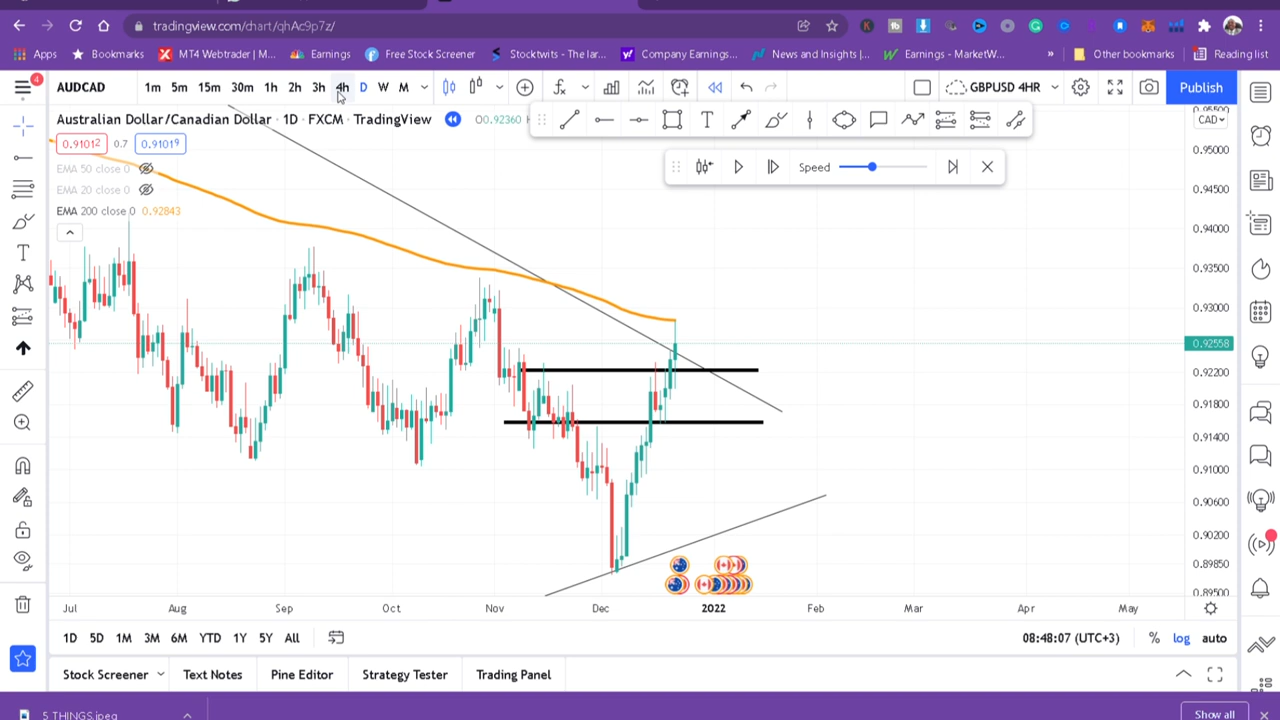 tradingview.com/chart/qhAc9p7z/
Apps Bookmarks MT4 Webtrader | M... Earnings Free Stock Screener Stocktwits - The lar... Company Earnings... News and Insights |... Earnings - MarketW... » Other bookmarks Reading list
4 AUDCAD 1m 5m 15m 30m 1h 2h 3h 4h D W M GBPUSD 4HR Publish
Australian Dollar/Canadian Dollar · 1D · FXCM · TradingView O0.92360
CAD
0.91012 0.7 0.91019
Speed
EMA 50 close 0
EMA 20 close 0
EMA 200 close 0 0.92843
0.95500
0.95000
0.94500
0.94000
0.93500
0.93000
0.92558
0.92200
0.91800
0.91400
0.91000
0.90600
0.90200
0.89850
0.89500
Jul Aug Sep Oct Nov Dec 2022 Feb Mar Apr May
1D 5D 1M 3M 6M YTD 1Y 5Y All 08:48:07 (UTC+3) % log auto
Stock Screener Text Notes Pine Editor Strategy Tester Trading Panel
5 THINGS.jpeg Show all